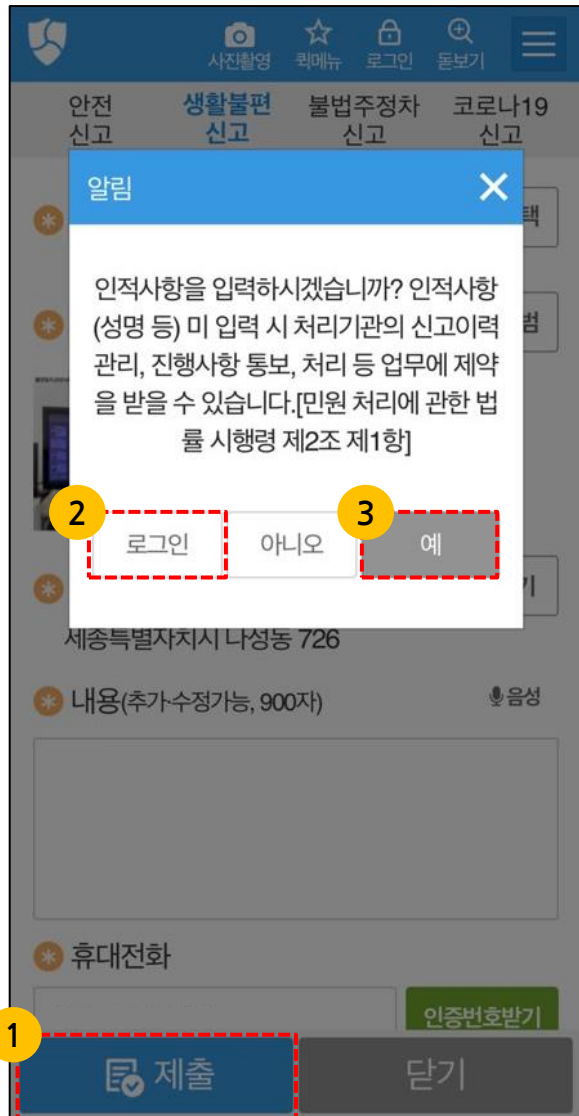 사진촬영 퀵메뉴 로그인 돋보기
안전 생활불편 불법주정차 코로나19
신고 신고 신고 신고
알림
택
인적사항을 입력하시겠습니까? 인적사항
(성명 등) 미 입력 시 처리기관의 신고이력
관리, 진행사항 통보, 처리 등 업무에 제약
을 받을 수 있습니다.[민원 처리에 관한 법
률 시행령 제2조 제1항]
범
2 3
로그인 아니오 예
기
세종특별자치시 나성동 726
내용(추가·수정가능, 900자) 음성
휴대전화
인증번호받기
1
제출 닫기